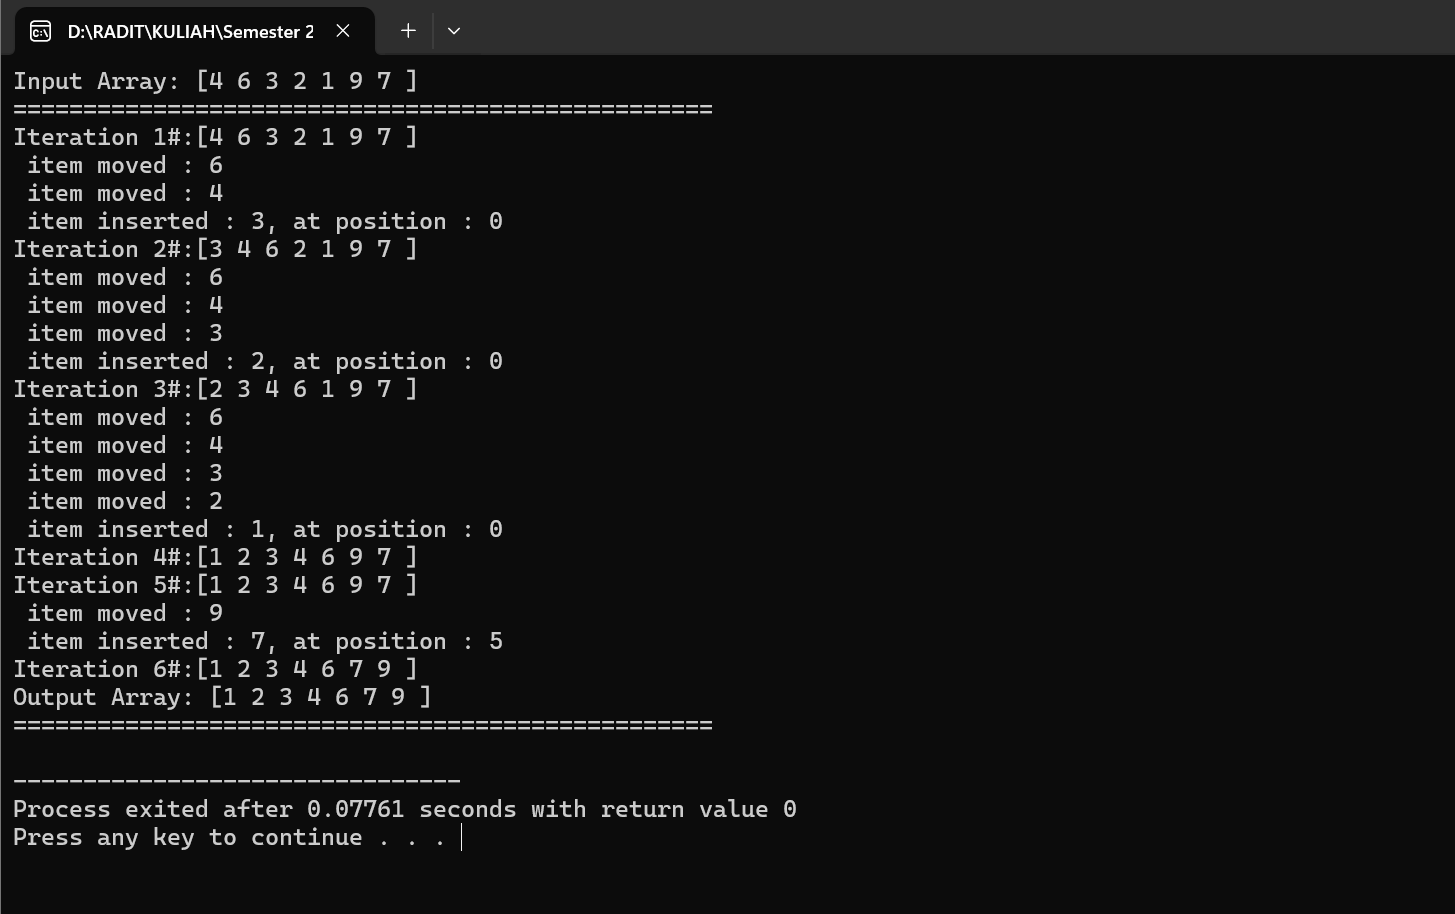 D:\RADIT\KULIAH\Semester 2
Input Array: [4 6 3 2 1 9 7 ]
==================================================
Iteration 1#:[4 6 3 2 1 9 7 ]
 item moved : 6
 item moved : 4
 item inserted : 3, at position : 0
Iteration 2#:[3 4 6 2 1 9 7 ]
 item moved : 6
 item moved : 4
 item moved : 3
 item inserted : 2, at position : 0
Iteration 3#:[2 3 4 6 1 9 7 ]
 item moved : 6
 item moved : 4
 item moved : 3
 item moved : 2
 item inserted : 1, at position : 0
Iteration 4#:[1 2 3 4 6 9 7 ]
Iteration 5#:[1 2 3 4 6 9 7 ]
 item moved : 9
 item inserted : 7, at position : 5
Iteration 6#:[1 2 3 4 6 7 9 ]
Output Array: [1 2 3 4 6 7 9 ]
==================================================
--------------------------------
Process exited after 0.07761 seconds with return value 0
Press any key to continue . . .